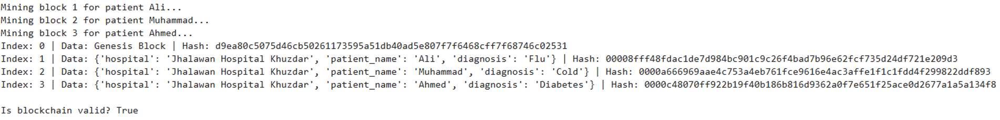 Mining block 1 for patient Ali...
Mining block 2 for patient Muhammad...
Mining block 3 for patient Ahmed...
Index: 0 | Data: Genesis Block | Hash: d9ea80c5075d46cb50261173595a51db40ad5e807f7f6468cff7f68746c02531
Index: 1 | Data: {'hospital': 'Jhalawan Hospital Khuzdar', 'patient_name': 'Ali', 'diagnosis': 'Flu'} | Hash: 00008fff48fdac1de7d984bc901c9c26f4bad7b96e62fcf735d24df721e209d3
Index: 2 | Data: {'hospital': 'Jhalawan Hospital Khuzdar', 'patient_name': 'Muhammad', 'diagnosis': 'Cold'} | Hash: 0000a666969aae4c753a4eb761fce9616e4ac3affe1f1c1fdd4f299822ddf893
Index: 3 | Data: {'hospital': 'Jhalawan Hospital Khuzdar', 'patient_name': 'Ahmed', 'diagnosis': 'Diabetes'} | Hash: 0000c48070ff922b19f40b186b816d9362a0f7e651f25ace0d2677a1a5a134f8
Is blockchain valid? True